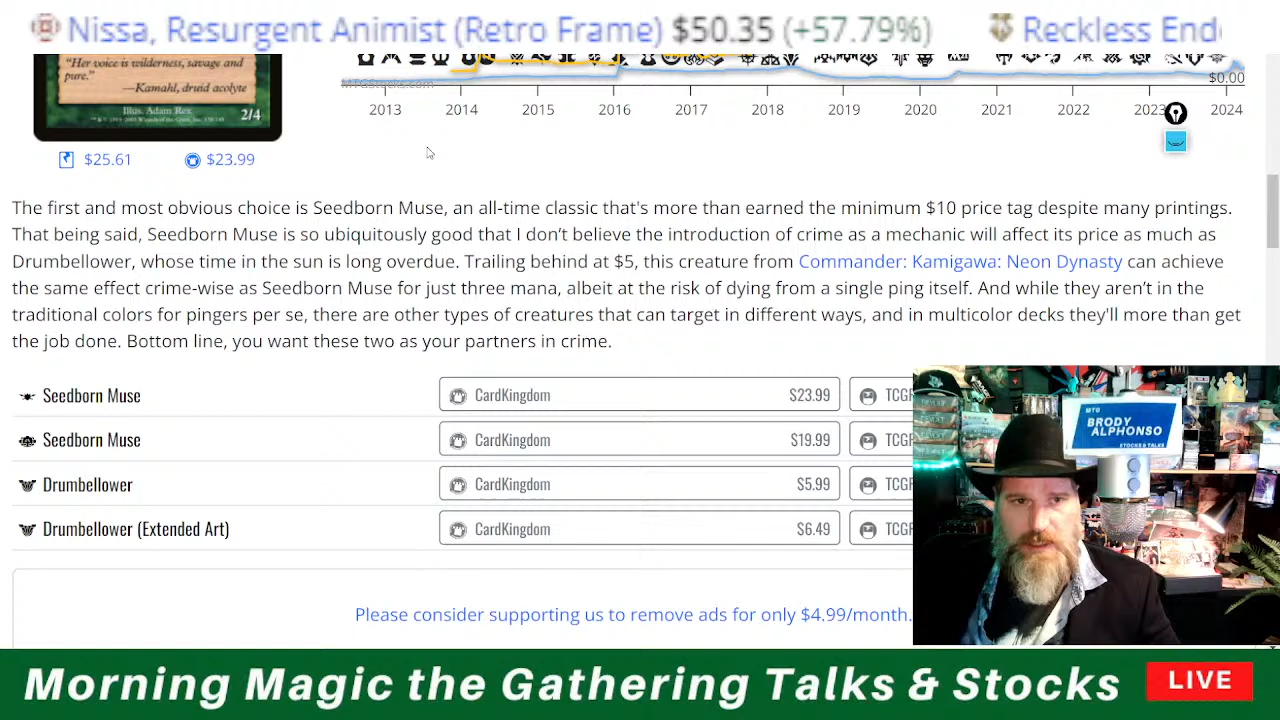 Nissa, Resurgent Animist (Retro Frame) $50.35 (+57.79%) Reckless End
"Her voice is wilderness, savage and
pure."
—Kamahl, druid acolyte
Illus. Adam Rex
2/4
MTGStocks.com
$0.00
2013 2014 2015 2016 2017 2018 2019 2020 2021 2022 2023 2024
$25.61 $23.99
The first and most obvious choice is Seedborn Muse, an all-time classic that's more than earned the minimum $10 price tag despite many printings.
That being said, Seedborn Muse is so ubiquitously good that I don't believe the introduction of crime as a mechanic will affect its price as much as
Drumbellower, whose time in the sun is long overdue. Trailing behind at $5, this creature from Commander: Kamigawa: Neon Dynasty can achieve
the same effect crime-wise as Seedborn Muse for just three mana, albeit at the risk of dying from a single ping itself. And while they aren't in the
traditional colors for pingers per se, there are other types of creatures that can target in different ways, and in multicolor decks they'll more than get
the job done. Bottom line, you want these two as your partners in crime.
Seedborn Muse CardKingdom $23.99 TCGP
Seedborn Muse CardKingdom $19.99 TCGP
Drumbellower CardKingdom $5.99 TCGP
Drumbellower (Extended Art) CardKingdom $6.49 TCGP
MTG
BRODY
ALPHONSO
STOCKS & TALKS
Please consider supporting us to remove ads for only $4.99/month.
Morning Magic the Gathering Talks & Stocks LIVE